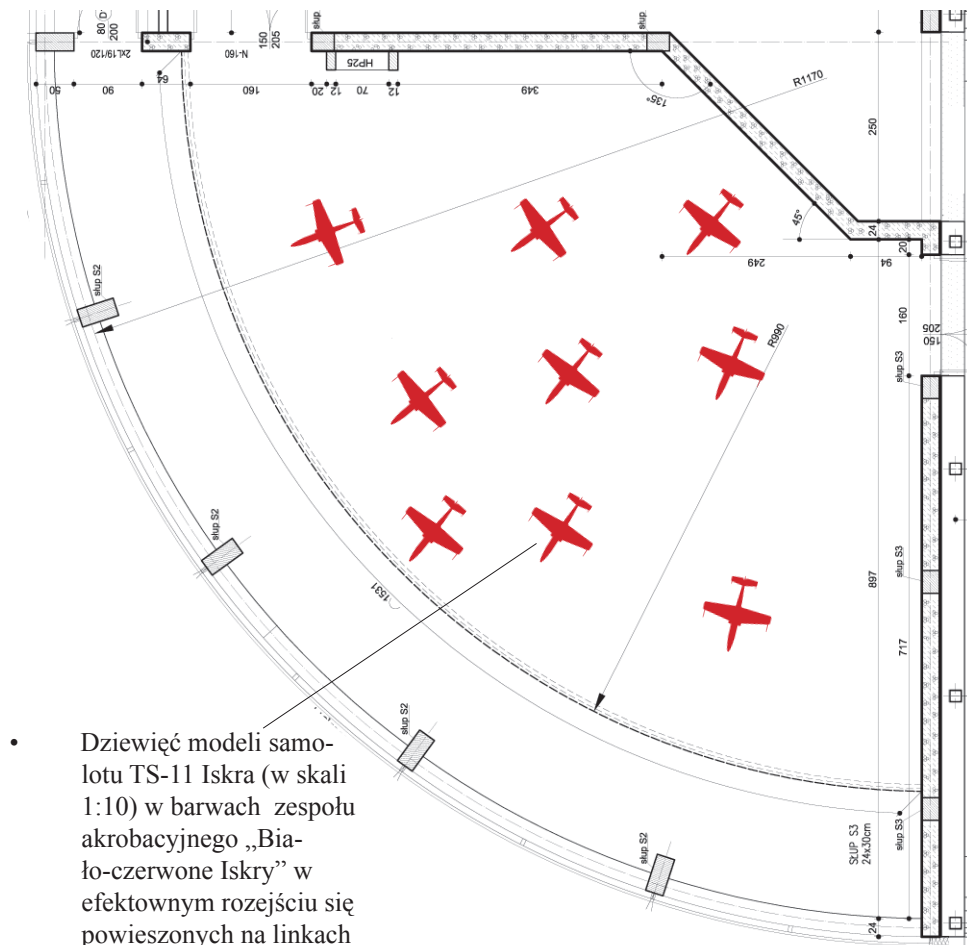 80
200
D
2xL19/120
N-160
150
205
słup
HP25
słup
50
90
64
160
20
12
70
12
349
135°
R1170
250
45°
24
20
249
94
160
205
150
słup S2
słup S3
R990
słup S2
słup S3
897
1531
717
słup S2
słup S3
SŁUP S3
24x30cm
słup S2
24
• Dziewięć modeli samo-
lotu TS-11 Iskra (w skali
1:10) w barwach zespołu
akrobacyjnego „Bia-
ło-czerwone Iskry” w
efektownym rozejściu się
powieszonych na linkach